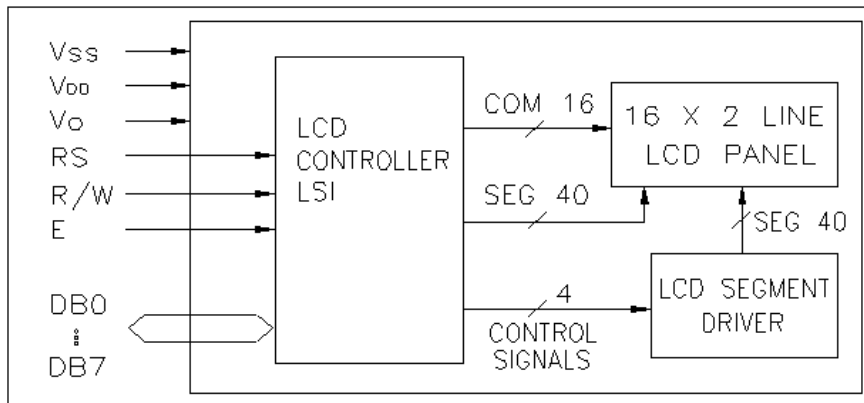 Vss
VDD
Vo
RS
R/W
E
DB0
DB7
LCD
CONTROLLER
LSI
COM 16
SEG 40
4
CONTROL
SIGNALS
16 X 2 LINE
LCD PANEL
SEG 40
LCD SEGMENT
DRIVER